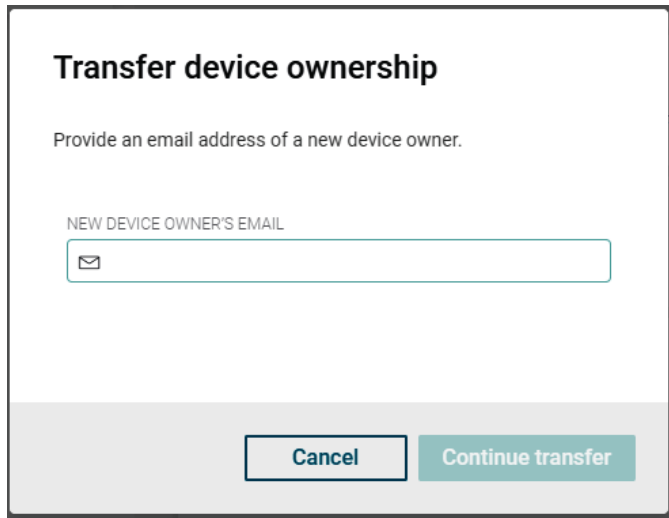 Transfer device ownership
Provide an email address of a new device owner.
NEW DEVICE OWNER'S EMAIL
Cancel
Continue transfer